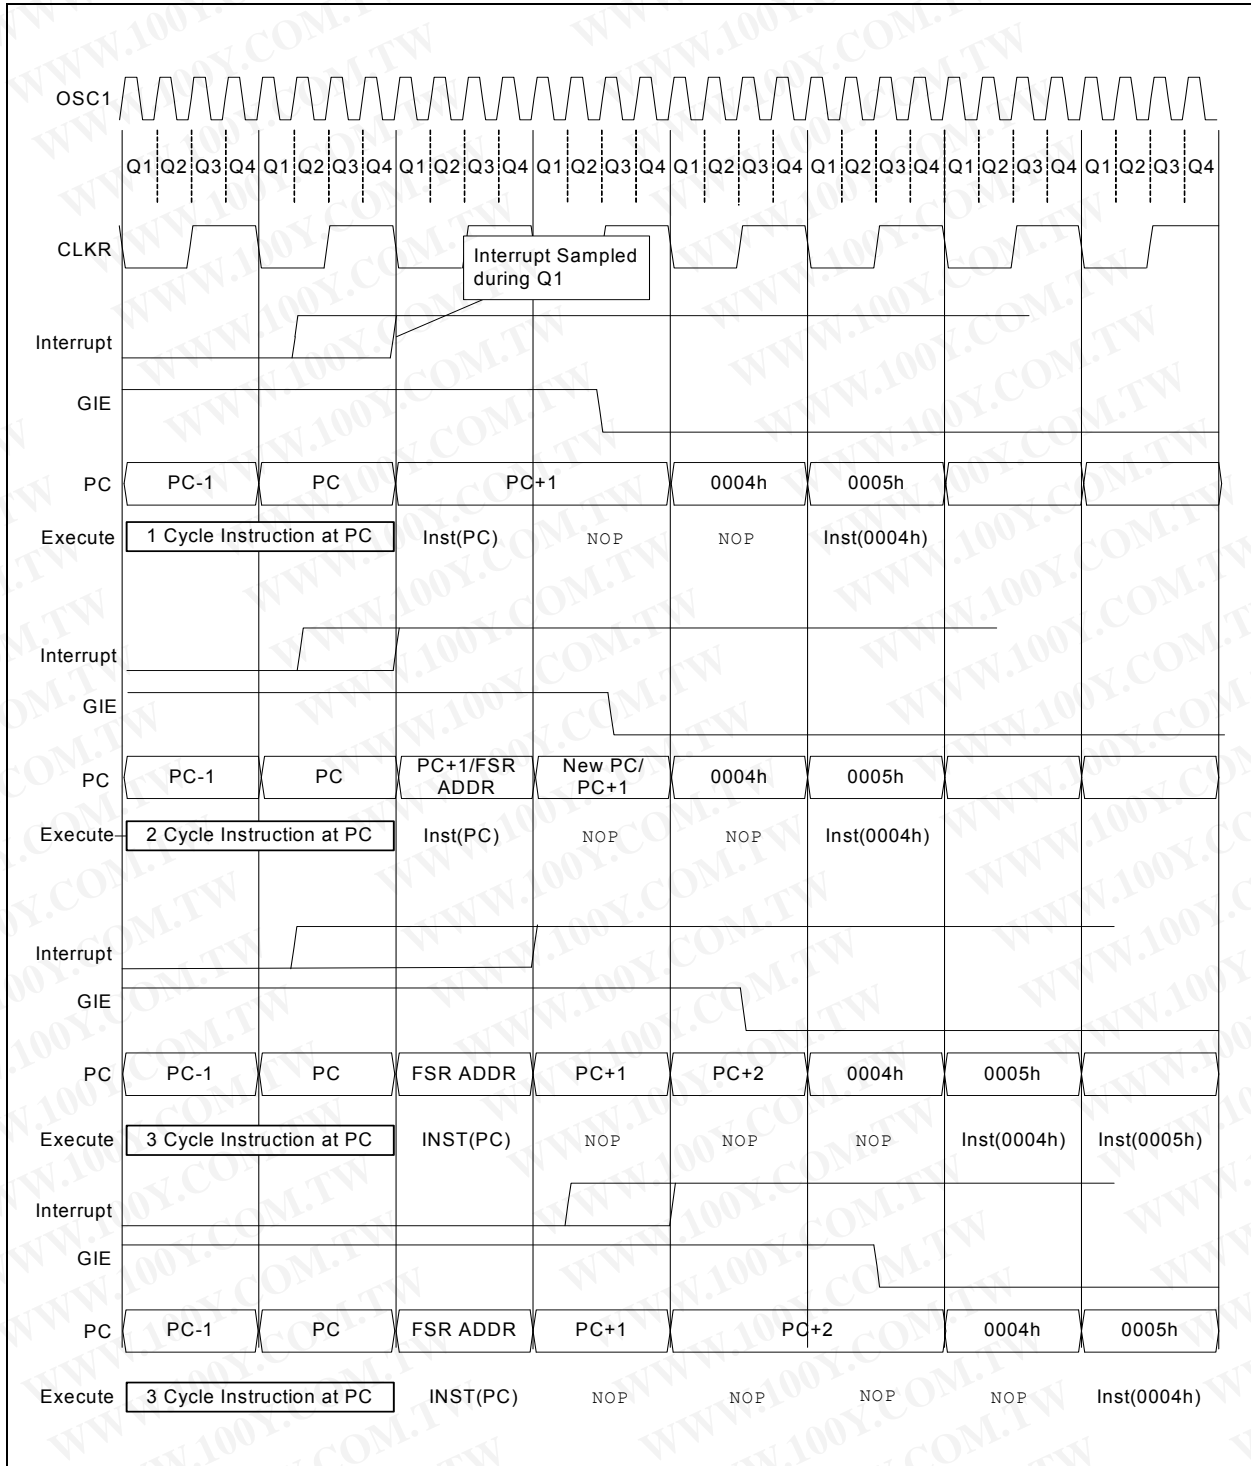 OSC1
Q1 Q2 Q3 Q4 Q1 Q2 Q3 Q4 Q1 Q2 Q3 Q4 Q1 Q2 Q3 Q4 Q1 Q2 Q3 Q4 Q1 Q2 Q3 Q4 Q1 Q2 Q3 Q4 Q1 Q2 Q3 Q4
CLKR
Interrupt Sampled
during Q1
Interrupt
GIE
PC PC-1 PC PC+1 0004h 0005h
Execute 1 Cycle Instruction at PC Inst(PC) NOP NOP Inst(0004h)
Interrupt
GIE
PC PC-1 PC PC+1/FSR ADDR New PC/ PC+1 0004h 0005h
Execute 2 Cycle Instruction at PC Inst(PC) NOP NOP Inst(0004h)
Interrupt
GIE
PC PC-1 PC FSR ADDR PC+1 PC+2 0004h 0005h
Execute 3 Cycle Instruction at PC INST(PC) NOP NOP NOP Inst(0004h) Inst(0005h)
Interrupt
GIE
PC PC-1 PC FSR ADDR PC+1 PC+2 0004h 0005h
Execute 3 Cycle Instruction at PC INST(PC) NOP NOP NOP NOP Inst(0004h)
WWW.100Y.COM.TW